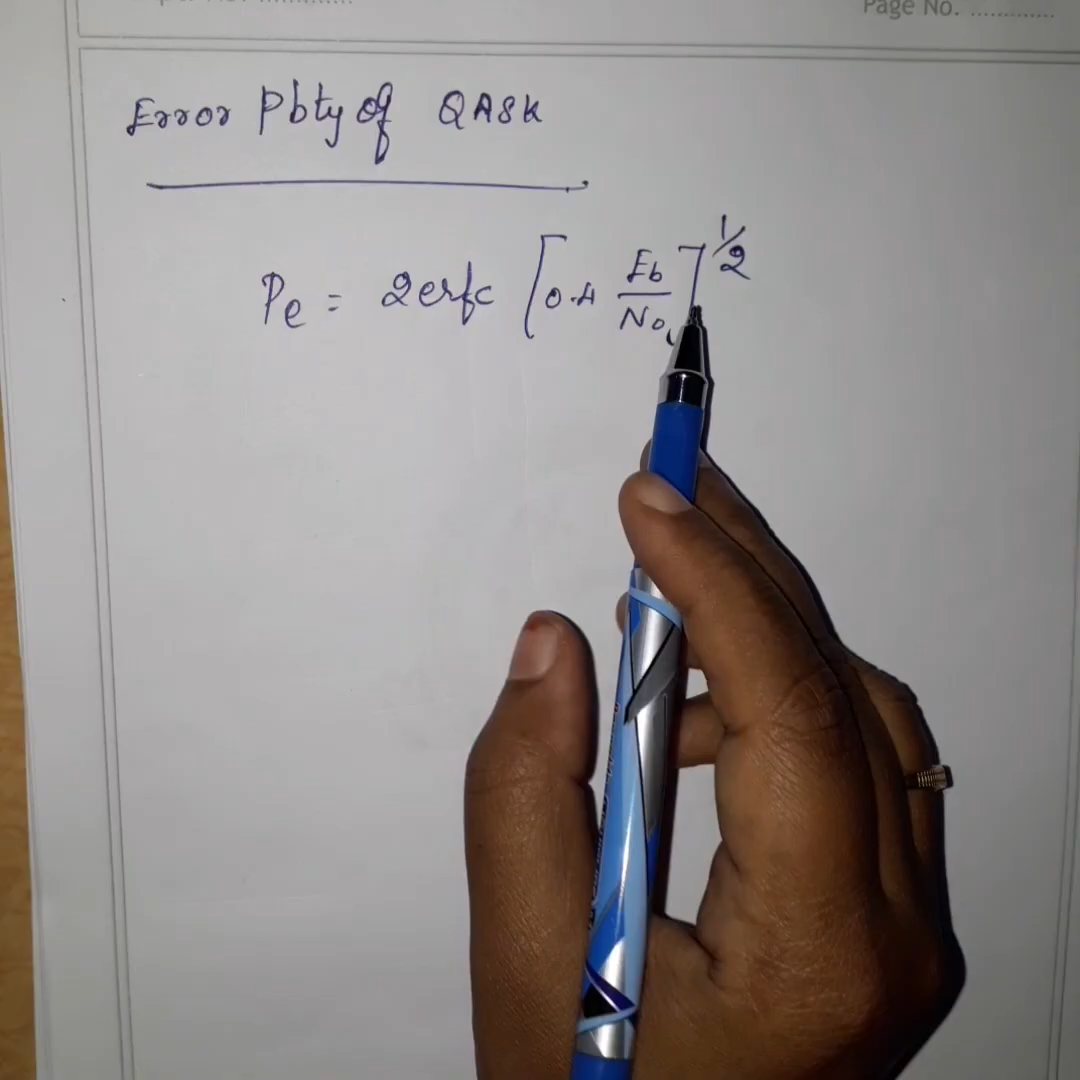 Page No. .............
Error Pbty of QASK
Pe = 2erfc [0.4 Eb/No]^1/2